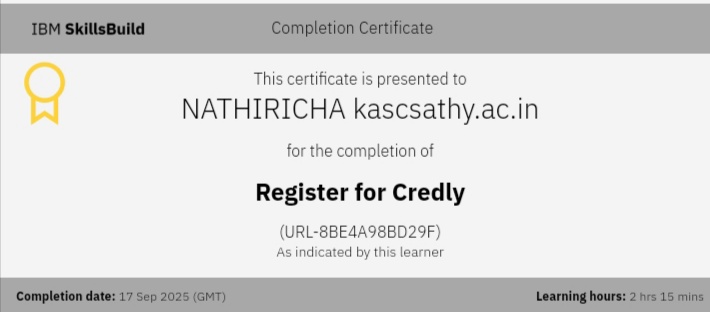 IBM SkillsBuild
Completion Certificate
This certificate is presented to
NATHIRICHA kascsathy.ac.in
for the completion of
Register for Credly
(URL-8BE4A98BD29F)
As indicated by this learner
Completion date: 17 Sep 2025 (GMT)
Learning hours: 2 hrs 15 mins